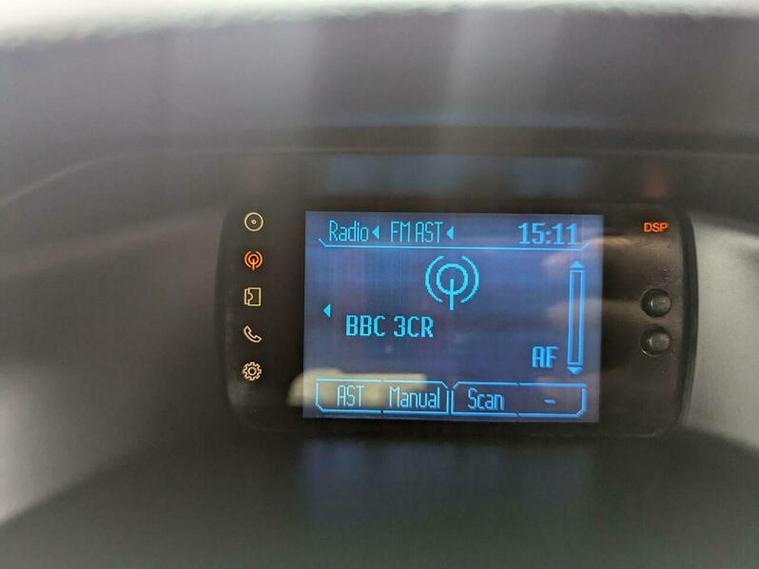 Radio FM AST 15:11
DSP
BBC 3CR
AF
AST Manual Scan -